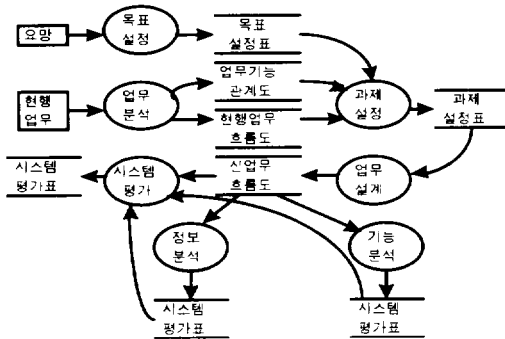 요망
목표
설정
목표
설정표
현행
업무
업무
분석
업무기능
관계도
현행업무
흐름도
과제
설정
과제
설정표
시스템
평가표
시스템
평가
신업무
흐름도
업무
설계
정보
분석
기능
분석
시스템
평가표
시스템
평가표